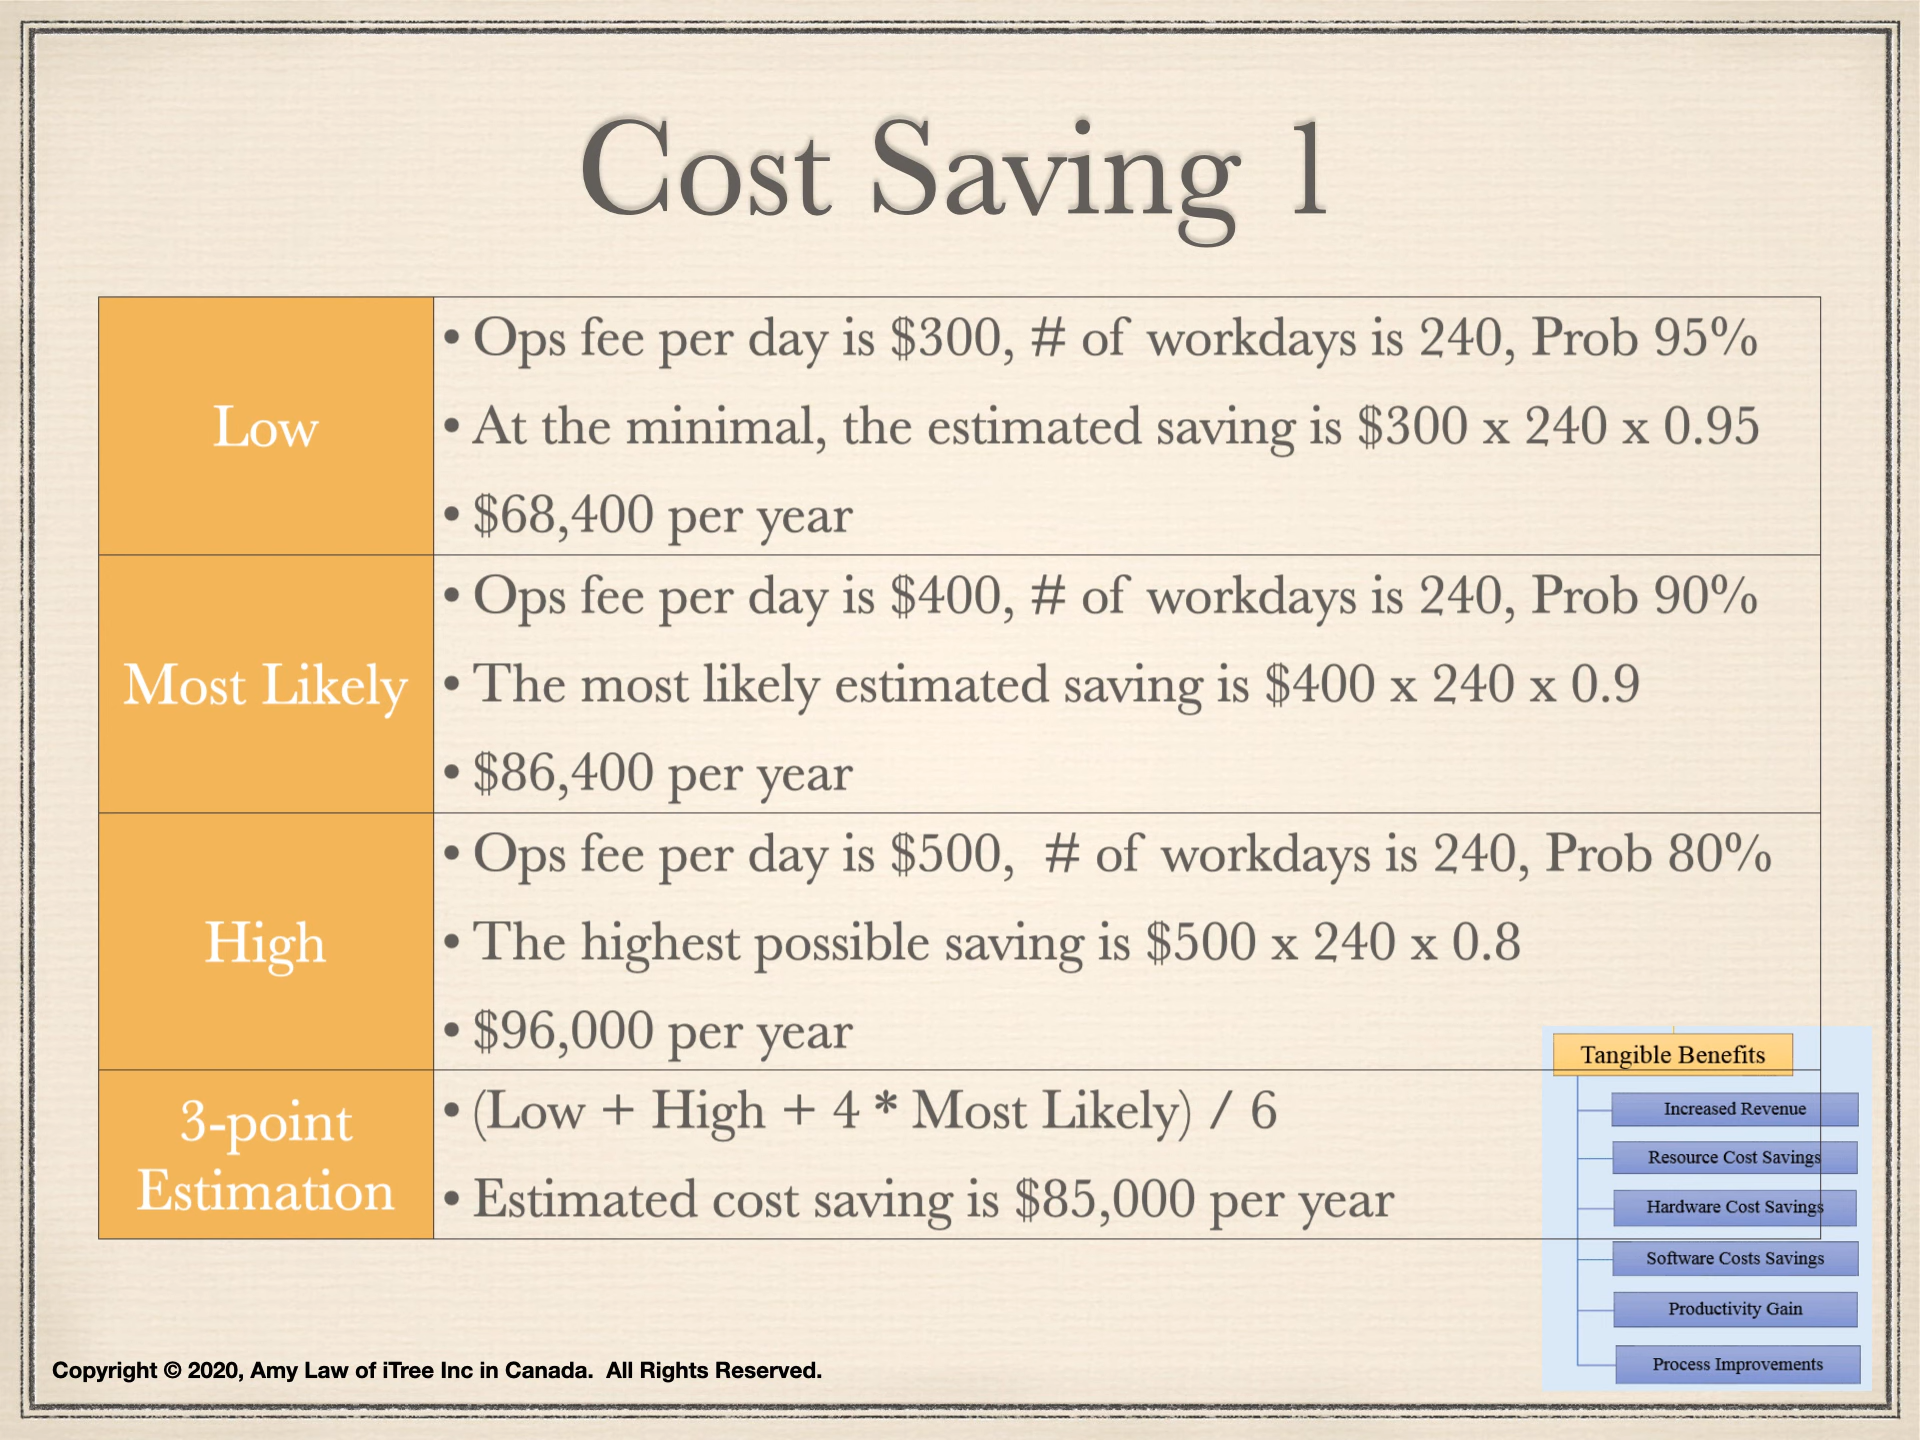 Cost Saving 1
Low
• Ops fee per day is $300, # of workdays is 240, Prob 95%
• At the minimal, the estimated saving is $300 x 240 x 0.95
• $68,400 per year
Most Likely
• Ops fee per day is $400, # of workdays is 240, Prob 90%
• The most likely estimated saving is $400 x 240 x 0.9
• $86,400 per year
High
• Ops fee per day is $500, # of workdays is 240, Prob 80%
• The highest possible saving is $500 x 240 x 0.8
• $96,000 per year
3-point
Estimation
• (Low + High + 4 * Most Likely) / 6
• Estimated cost saving is $85,000 per year
Tangible Benefits
Increased Revenue
Resource Cost Savings
Hardware Cost Savings
Software Costs Savings
Productivity Gain
Process Improvements
Copyright © 2020, Amy Law of iTree Inc in Canada. All Rights Reserved.